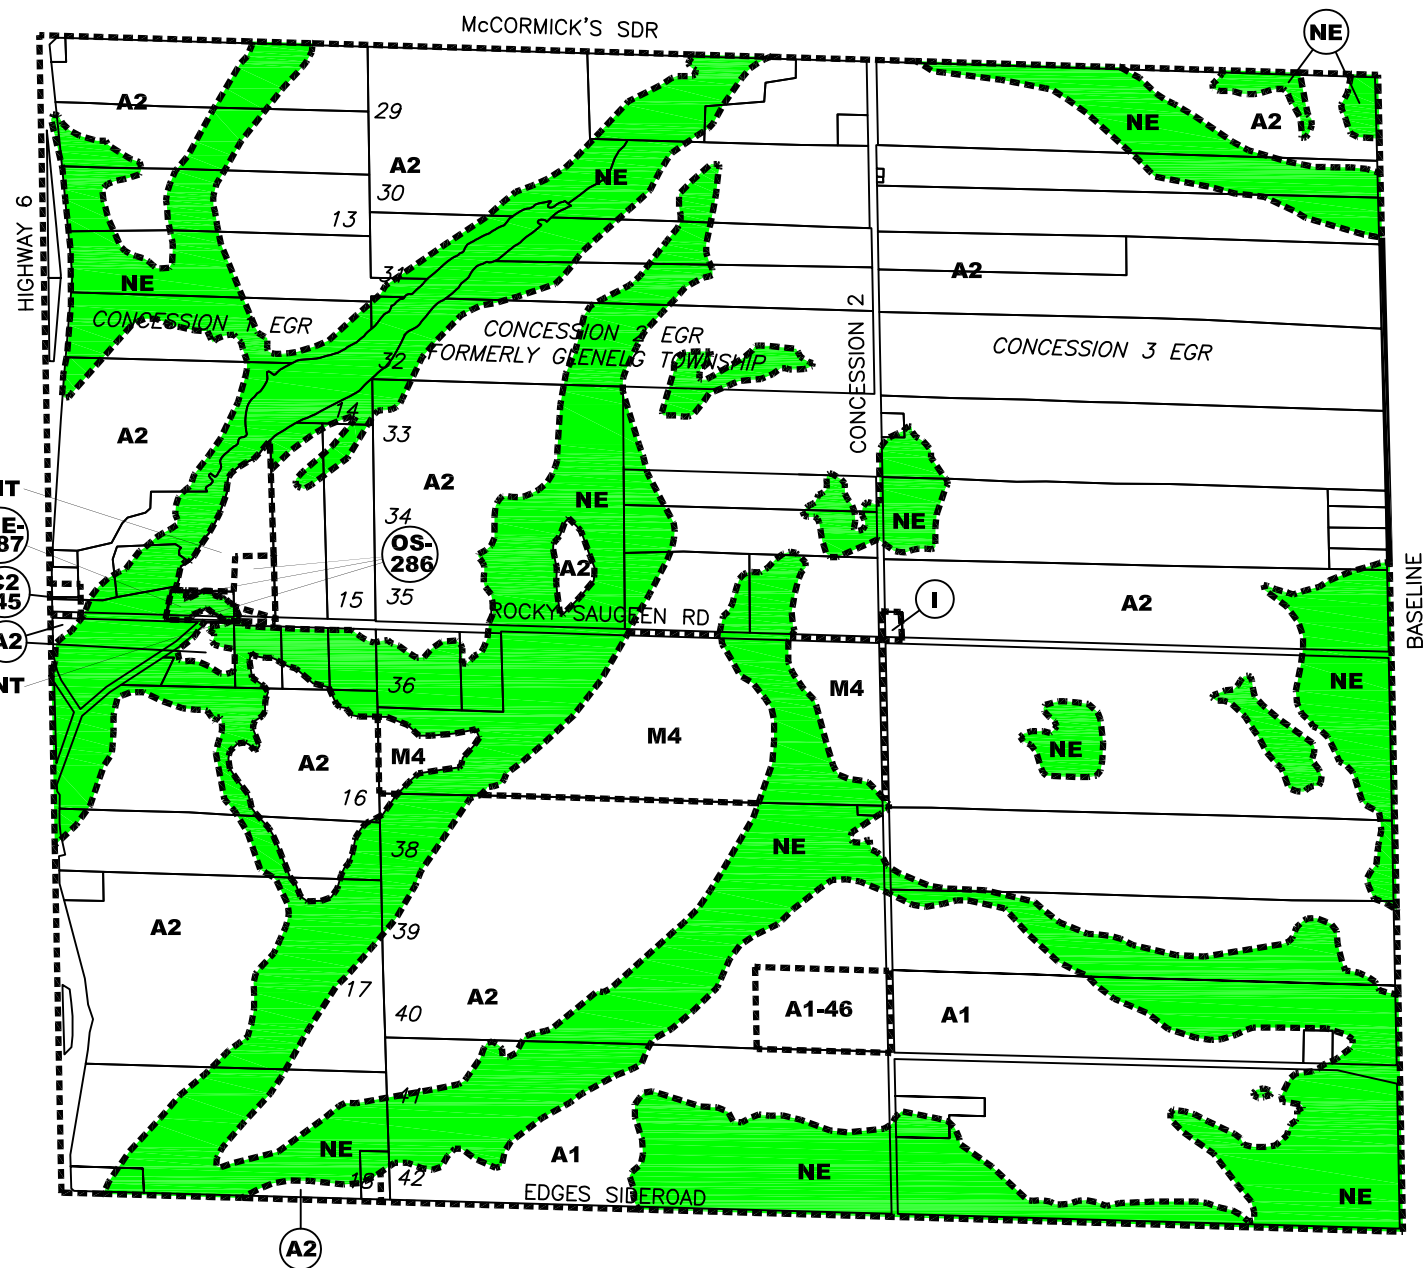 McCORMICK'S SDR
NE
A2
29
NE
A2
A2
30
NE
13
HIGHWAY 6
31
A2
NE
CONCESSION 1 EGR
CONCESSION 2 EGR
FORMERLY GLENELG TOWNSHIP
CONCESSION 2
CONCESSION 3 EGR
32
14
33
A2
A2
34
NE
NE
OS-
286
A2
15
35
ROCKY SAUGEEN RD
I
A2
BASELINE
A2
36
M4
NE
M4
A2
M4
NE
16
38
NE
39
A2
17
A2
40
A1-46
A1
41
NE
A1
NE
18
42
EDGES SIDEROAD
NE
A2